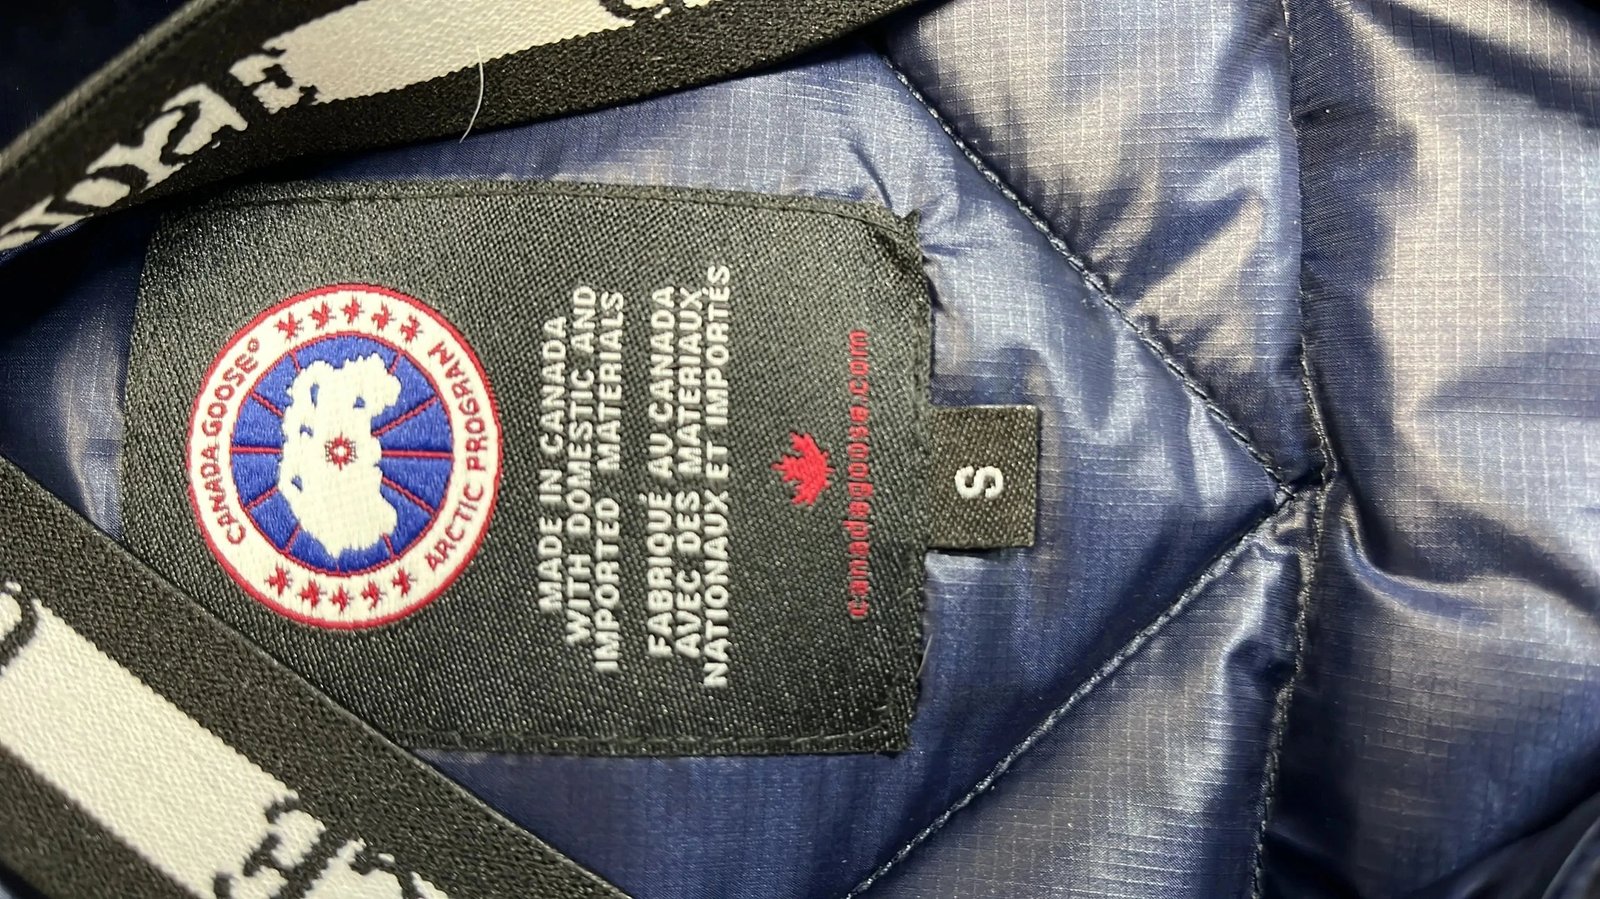 CANADA GOOSE®
ARCTIC PROGRAM
MADE IN CANADA
WITH DOMESTIC AND
IMPORTED MATERIALS
FABRIQUÉ AU CANADA
AVEC DES MATERIAUX
NATIONAUX ET IMPORTÉS
canadagoose.com
S